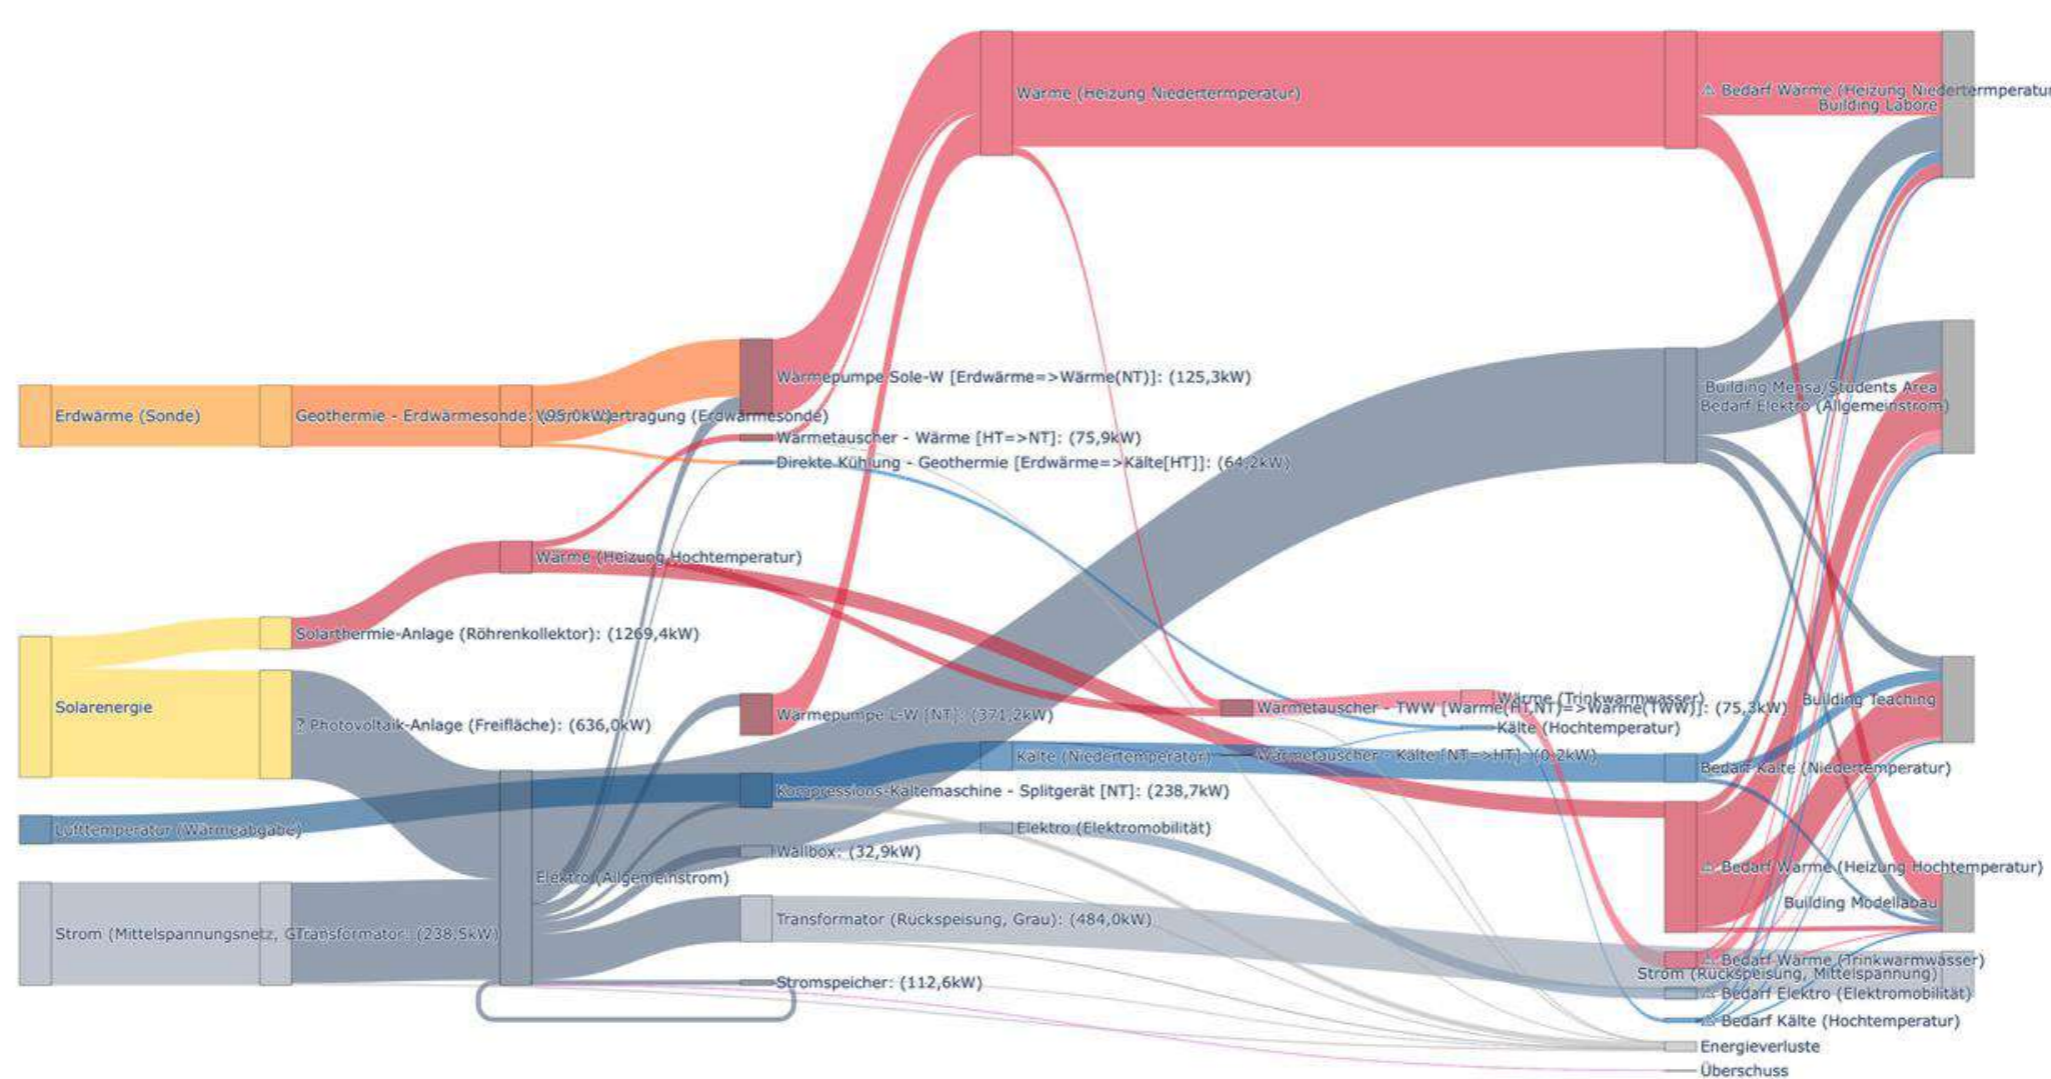 Wärme (Heizung Niedertermperatur)
⚠ Bedarf Wärme (Heizung Niedertermperatur
Building Labore
Wärmepumpe Sole-W [Erdwärme=>Wärme(NT)]: (125,3kW)
Building Mensa/Students Area
Bedarf Elektro (Allgemeinstrom)
Erdwärme (Sonde)
Geothermie - Erdwärmesonde: (95,0kW)
(Erdwärmesonde)
Wärmetauscher - Wärme [HT=>NT]: (75,9kW)
Direkte Kühlung - Geothermie [Erdwärme=>Kälte[HT]]: (64,2kW)
Wärme (Heizung Hochtemperatur)
Solarthermie-Anlage (Röhrenkollektor): (1269,4kW)
Solarenergie
? Photovoltaik-Anlage (Freifläche): (636,0kW)
Wärmepumpe L-W [NT]: (371,2kW)
Wärme (Trinkwarmwasser)
Wärmetauscher - TWW [Wärme(HT,NT)=>Wärme(TWW)]: (75,3kW)
Building Teaching
Kälte (Hochtemperatur)
Kälte (Niedertemperatur)
Wärmetauscher - Kälte [NT=>HT]: (0,2kW)
Bedarf Kälte (Niedertemperatur)
Kompressions-Kältemaschine - Splitgerät [NT]: (238,7kW)
Lufttemperatur (Wärmeabgabe)
Elektro (Elektromobilität)
Wallbox: (32,9kW)
⚠ Bedarf Wärme (Heizung Hochtemperatur)
Elektro (Allgemeinstrom)
Building Modellabau
Transformator (Rückspeisung, Grau): (484,0kW)
Strom (Mittelspannungsnetz, G
Transformator: (238,5kW)
⚠ Bedarf Wärme (Trinkwarmwasser)
Strom (Rückspeisung, Mittelspannung)
Stromspeicher: (112,6kW)
⚠ Bedarf Elektro (Elektromobilität)
⚠ Bedarf Kälte (Hochtemperatur)
Energieverluste
Überschuss